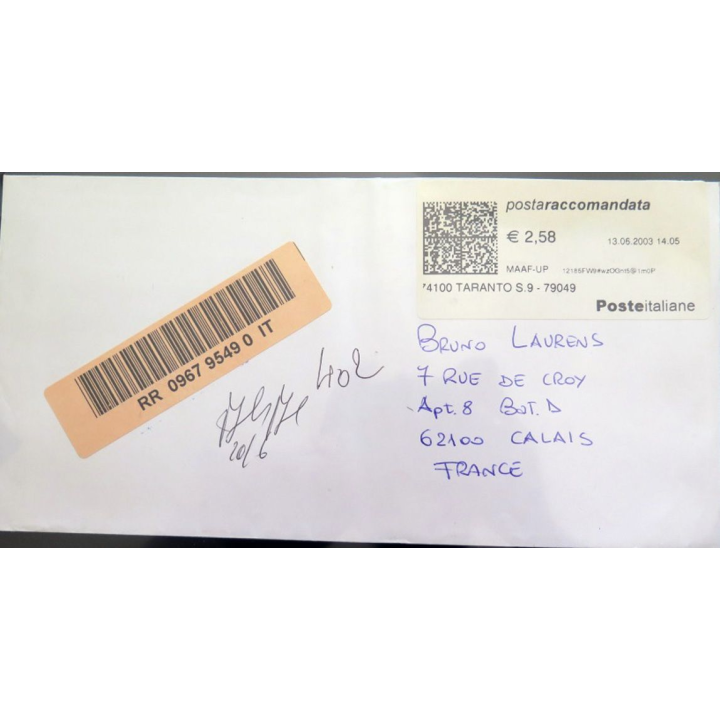 postaraccomandata
€ 2,58
13.06.2003 14.05
MAAF-UP
74100 TARANTO S.9 - 79049
Posteitaliane
RR 0967 9549 0 IT
402
20/6
BRUNO LAURENS
7 RUE DE CROY
Apt. 8 BUT. D
62100 CALAIS
FRANCE